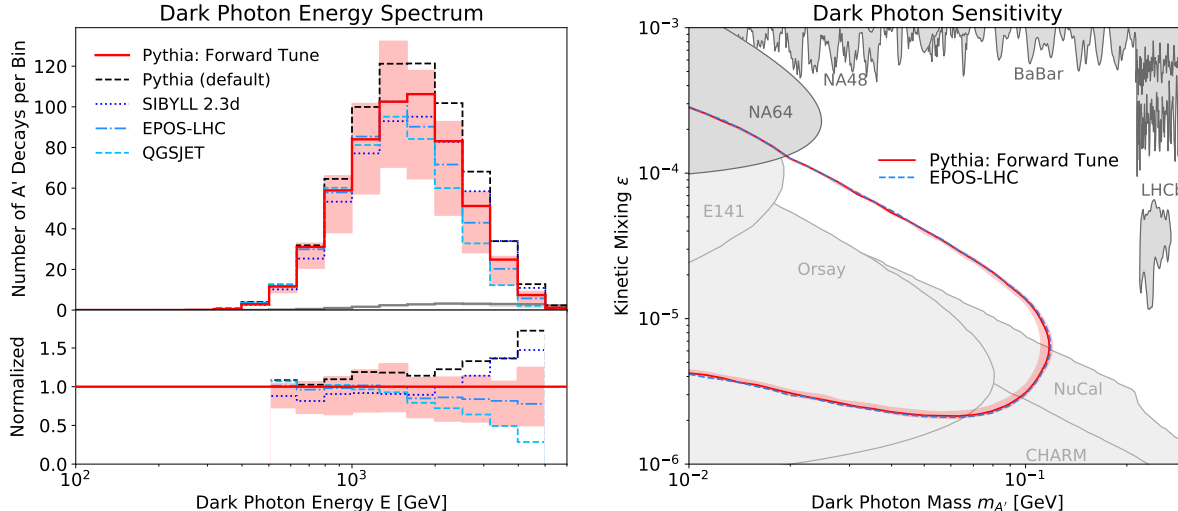 Dark Photon Energy Spectrum
Number of A' Decays per Bin
120
100
80
60
40
20
0
Pythia: Forward Tune
Pythia (default)
SIBYLL 2.3d
EPOS-LHC
QGSJET
Normalized
1.5
1.0
0.5
0.0
10²
10³
Dark Photon Energy E [GeV]
Dark Photon Sensitivity
Kinetic Mixing ε
10⁻³
10⁻⁴
10⁻⁵
10⁻⁶
NA48
BaBar
NA64
Pythia: Forward Tune
EPOS-LHC
LHCb
E141
Orsay
NuCal
CHARM
10⁻²
10⁻¹
Dark Photon Mass m_A' [GeV]